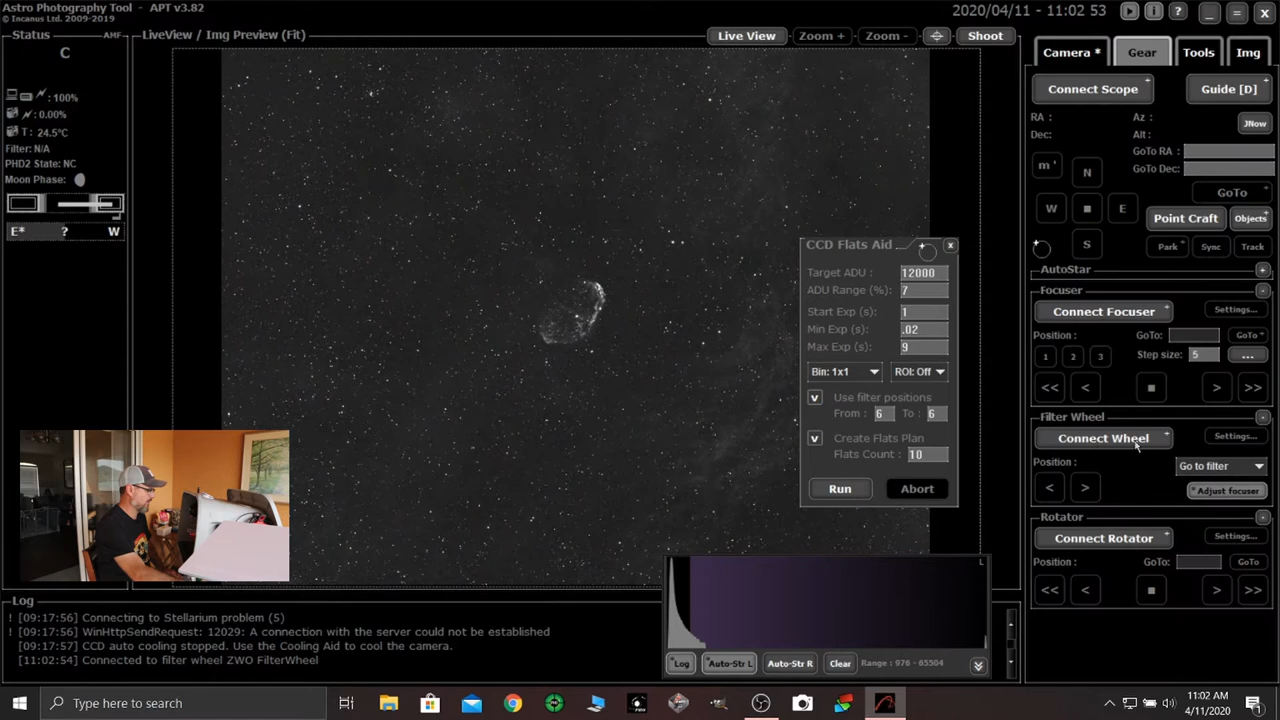 Astro Photography Tool - APT v3.82
© Incanus Ltd. 2009-2019
2020/04/11 - 11:02 53
i
?
X
Status
AMF
C
: 100%
: 0.00%
T : 24.5°C
Filter: N/A
PHD2 State: NC
Moon Phase:
E*
?
W
LiveView / Img Preview (Fit)
Live View
Zoom +
Zoom -
Shoot
Camera *
Gear
Tools
Img
Connect Scope
Guide [D]
RA :
Az :
Dec:
Alt :
JNow
GoTo RA :
GoTo Dec:
m'
N
GoTo
W
E
Point Craft
Objects
S
Park
Sync
Track
AutoStar
Focuser
Connect Focuser
Settings...
Position :
GoTo:
GoTo
1
2
3
Step size:
5
...
<<
<
>
>>
Filter Wheel
Connect Wheel
Settings...
Position :
Go to filter
<
>
Adjust focuser
Rotator
Connect Rotator
Settings...
Position :
GoTo:
GoTo
<<
<
>
>>
CCD Flats Aid
x
Target ADU :
12000
ADU Range (%):
7
Start Exp (s):
1
Min Exp (s):
.02
Max Exp (s):
9
Bin: 1x1
ROI: Off
v
Use filter positions
From :
6
To :
6
v
Create Flats Plan
Flats Count :
10
Run
Abort
L
Log
Auto-Str L
Auto-Str R
Clear
Range : 976 - 65504
Log
! [09:17:56] Connecting to Stellarium problem (5)
! [09:17:56] WinHttpSendRequest: 12029: A connection with the server could not be established
[09:17:57] CCD auto cooling stopped. Use the Cooling Aid to cool the camera.
[11:02:54] Connected to filter wheel ZWO FilterWheel
Type here to search
11:02 AM
4/11/2020
1